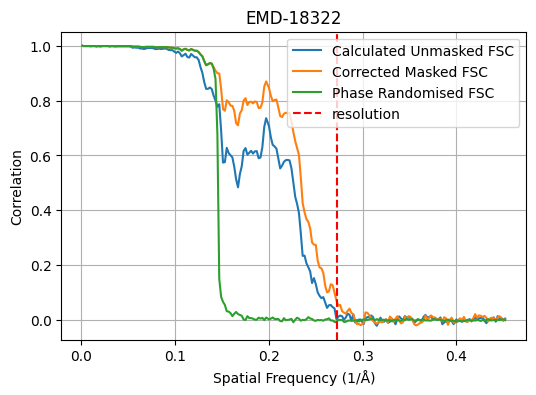 EMD-18322
Calculated Unmasked FSC
Corrected Masked FSC
Phase Randomised FSC
resolution
Correlation
1.0
0.8
0.6
0.4
0.2
0.0
0.0 0.1 0.2 0.3 0.4
Spatial Frequency (1/Å)